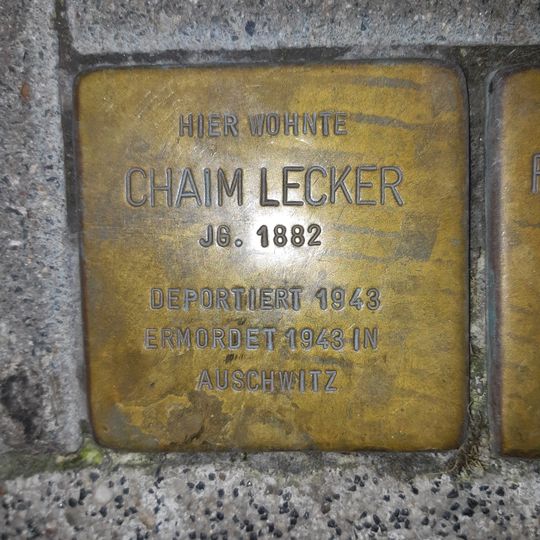 HIER WOHNTE
CHAIM LECKER
JG. 1882
DEPORTIERT 1943
ERMORDET 1943 IN
AUSCHWITZ